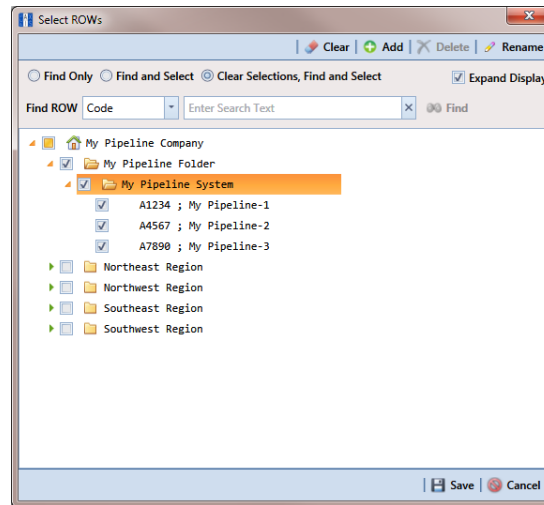 Select ROWs
Clear Add Delete Rename
Find Only Find and Select Clear Selections, Find and Select Expand Display
Find ROW Code Enter Search Text Find
My Pipeline Company
My Pipeline Folder
My Pipeline System
A1234 ; My Pipeline-1
A4567 ; My Pipeline-2
A7890 ; My Pipeline-3
Northeast Region
Northwest Region
Southeast Region
Southwest Region
Save Cancel